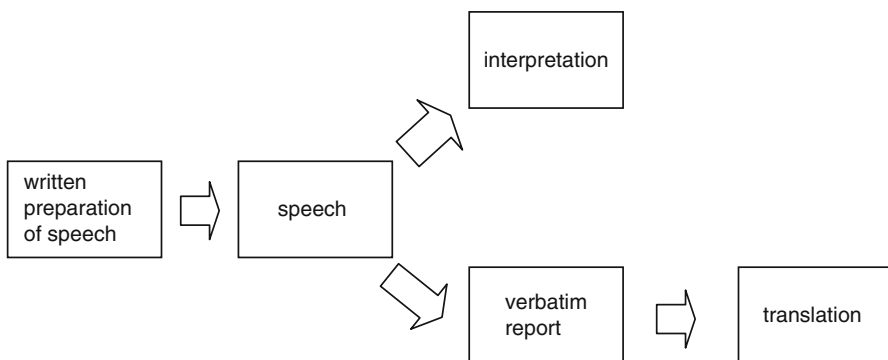 interpretation
written
preparation
of speech
speech
verbatim
report
translation